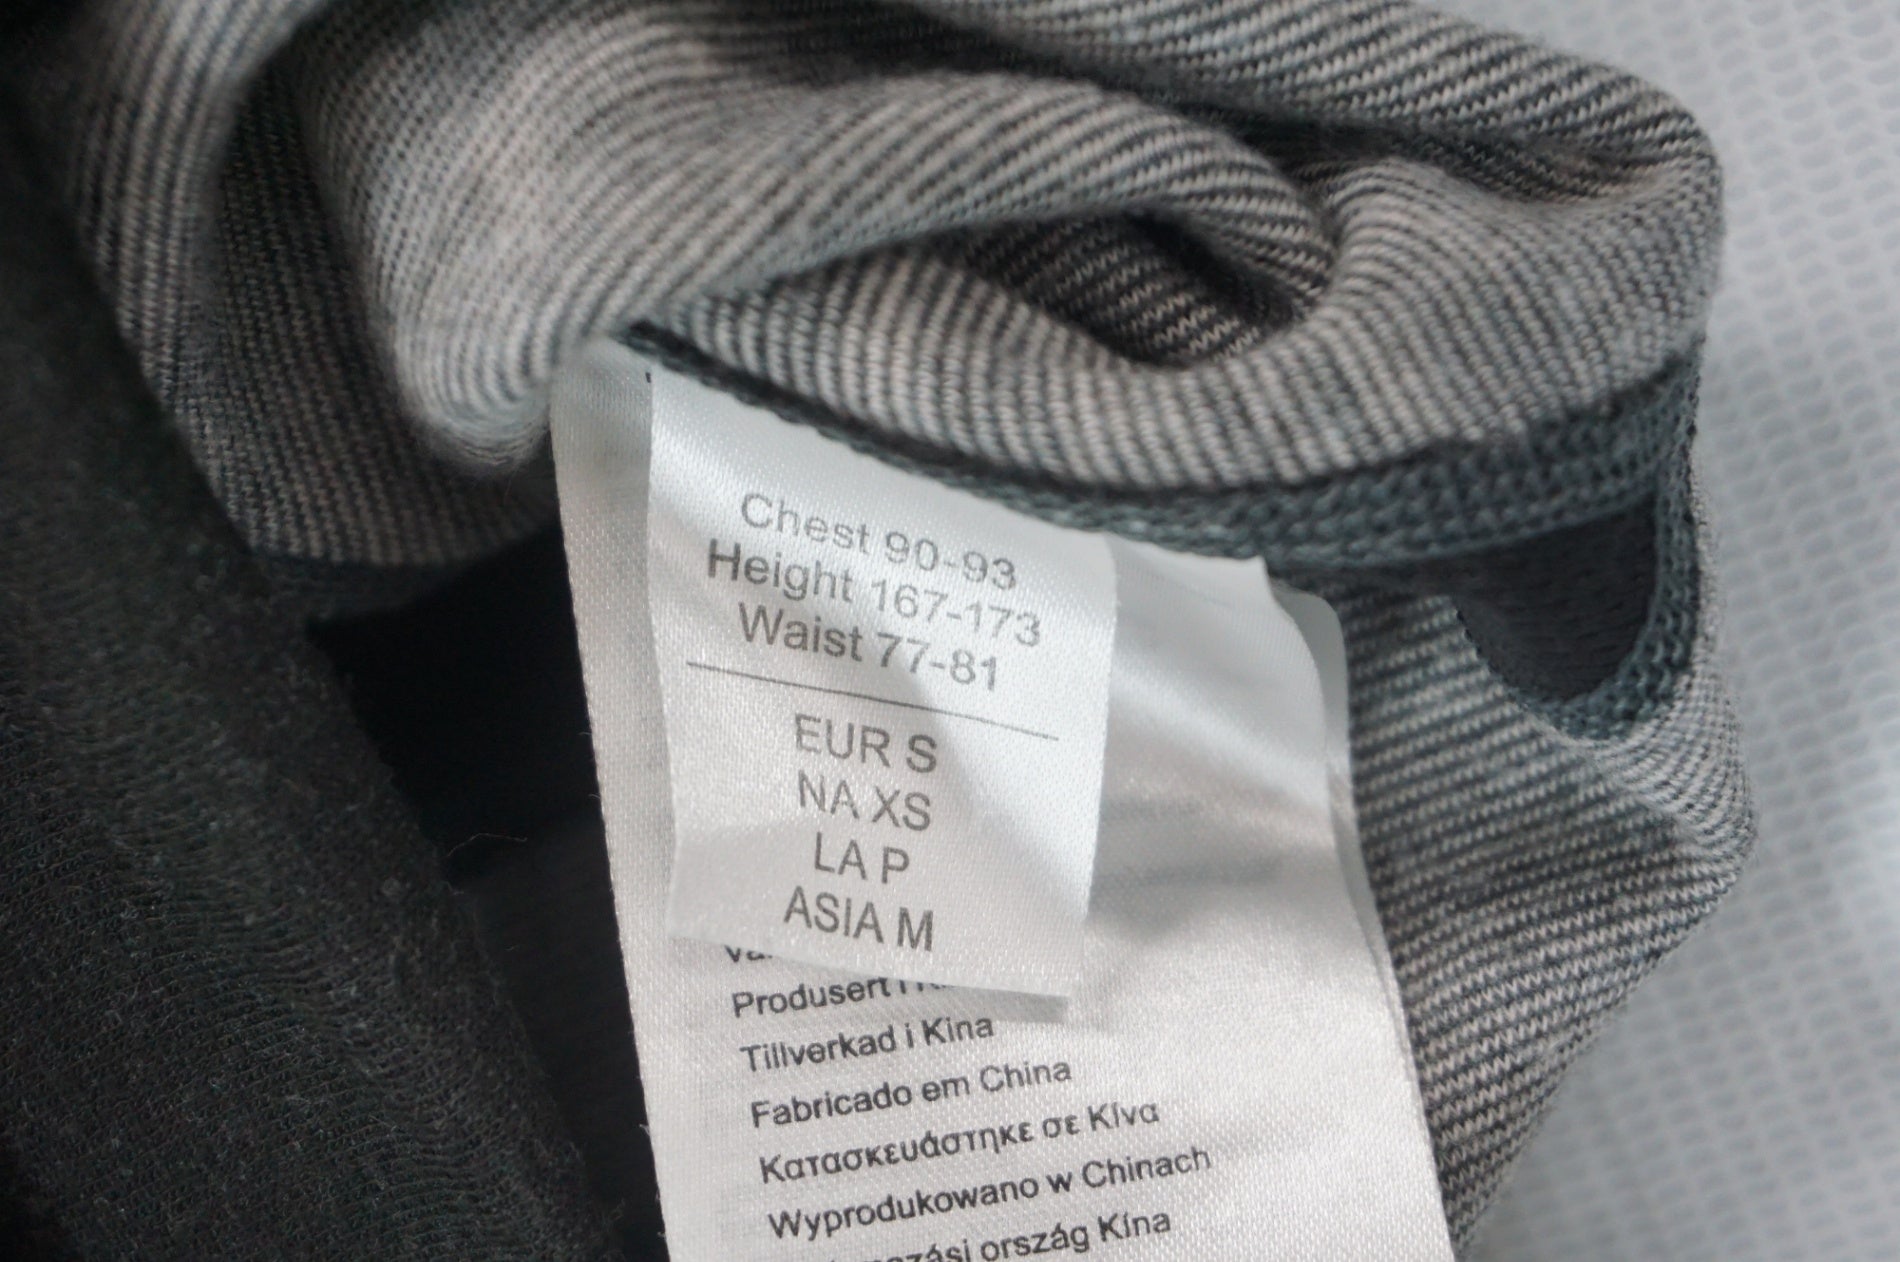 Chest 90-93
Height 167-173
Waist 77-81
EUR S
NA XS
LA P
ASIA M
Produsert i
Tillverkad i Kina
Fabricado em China
Κατασκευάστηκε σε Κίνα
Wyprodukowano w Chinach
ország Kína